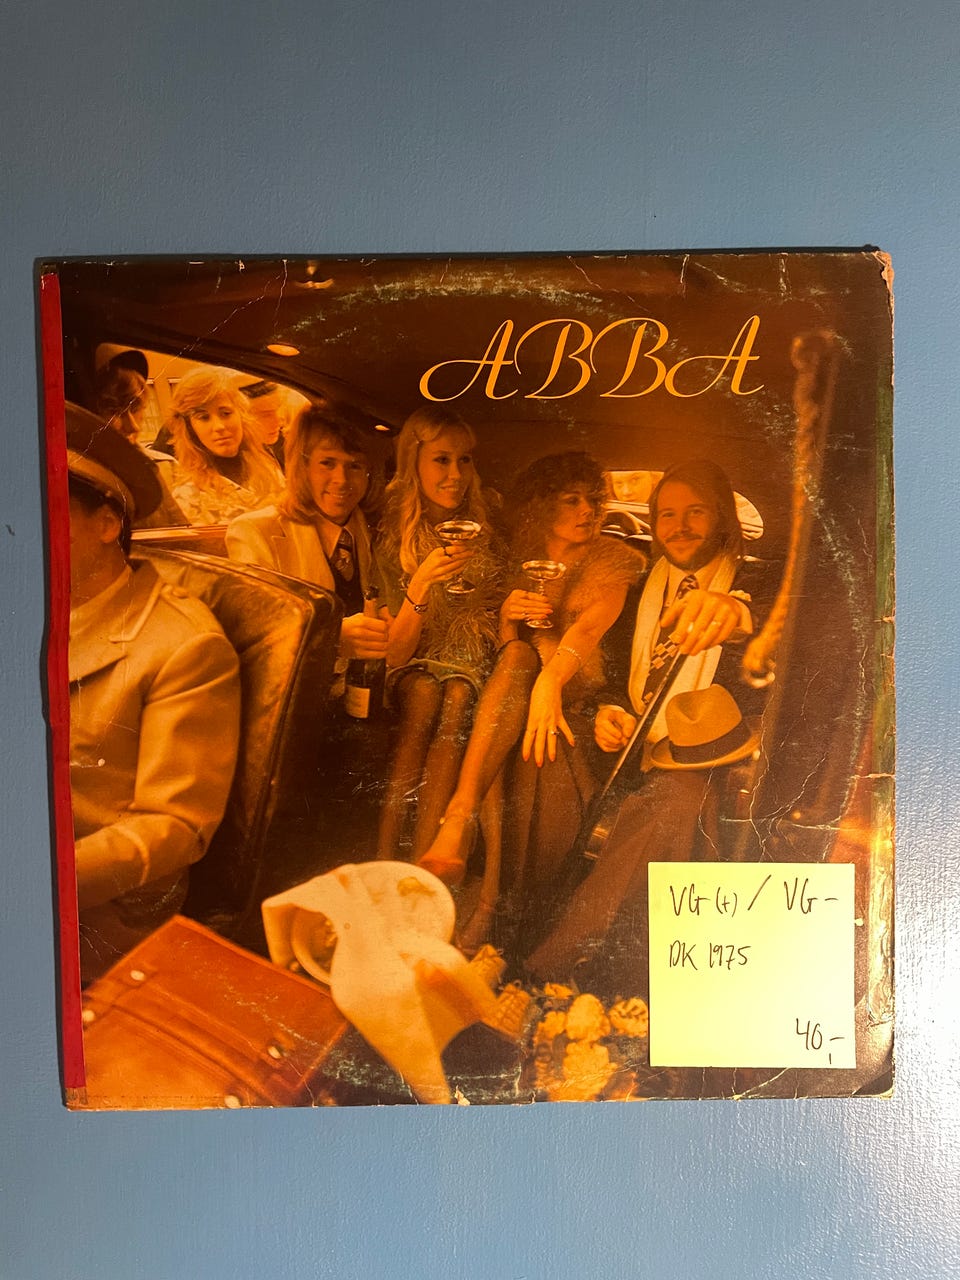 ABBA
VG(+) / VG-
DK 1975
40,-